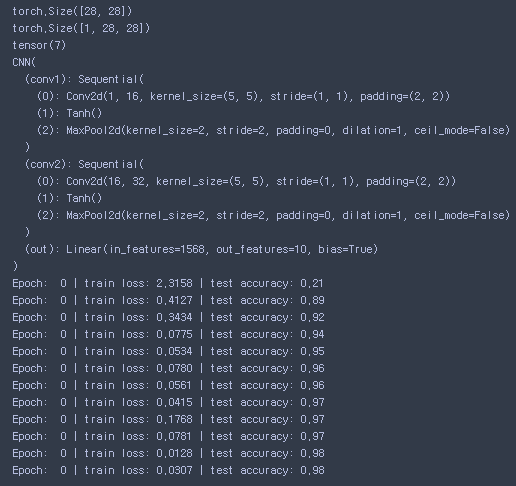 torch.Size([28, 28])
torch.Size([1, 28, 28])
tensor(7)
CNN(
  (conv1): Sequential(
    (0): Conv2d(1, 16, kernel_size=(5, 5), stride=(1, 1), padding=(2, 2))
    (1): Tanh()
    (2): MaxPool2d(kernel_size=2, stride=2, padding=0, dilation=1, ceil_mode=False)
  )
  (conv2): Sequential(
    (0): Conv2d(16, 32, kernel_size=(5, 5), stride=(1, 1), padding=(2, 2))
    (1): Tanh()
    (2): MaxPool2d(kernel_size=2, stride=2, padding=0, dilation=1, ceil_mode=False)
  )
  (out): Linear(in_features=1568, out_features=10, bias=True)
)
Epoch:  0 | train loss: 2.3158 | test accuracy: 0.21
Epoch:  0 | train loss: 0.4127 | test accuracy: 0.89
Epoch:  0 | train loss: 0.3434 | test accuracy: 0.92
Epoch:  0 | train loss: 0.0775 | test accuracy: 0.94
Epoch:  0 | train loss: 0.0534 | test accuracy: 0.95
Epoch:  0 | train loss: 0.0780 | test accuracy: 0.96
Epoch:  0 | train loss: 0.0561 | test accuracy: 0.96
Epoch:  0 | train loss: 0.0415 | test accuracy: 0.97
Epoch:  0 | train loss: 0.1768 | test accuracy: 0.97
Epoch:  0 | train loss: 0.0781 | test accuracy: 0.97
Epoch:  0 | train loss: 0.0128 | test accuracy: 0.98
Epoch:  0 | train loss: 0.0307 | test accuracy: 0.98